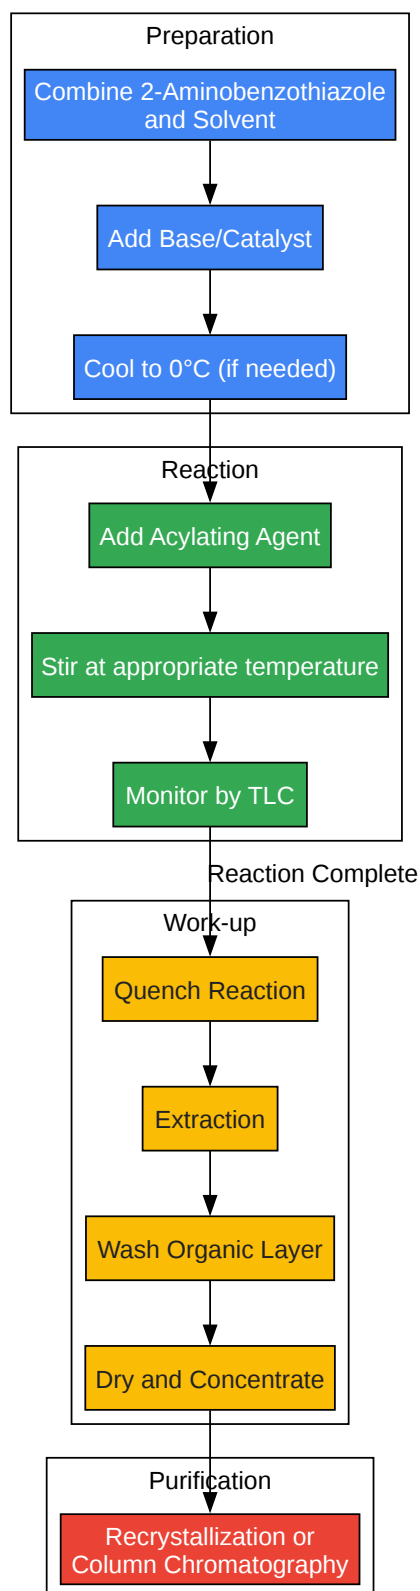 Preparation
Combine 2-Aminobenzothiazole
and Solvent
Add Base/Catalyst
Cool to 0°C (if needed)
Reaction
Add Acylating Agent
Stir at appropriate temperature
Monitor by TLC
Reaction Complete
Work-up
Quench Reaction
Extraction
Wash Organic Layer
Dry and Concentrate
Purification
Recrystallization or
Column Chromatography